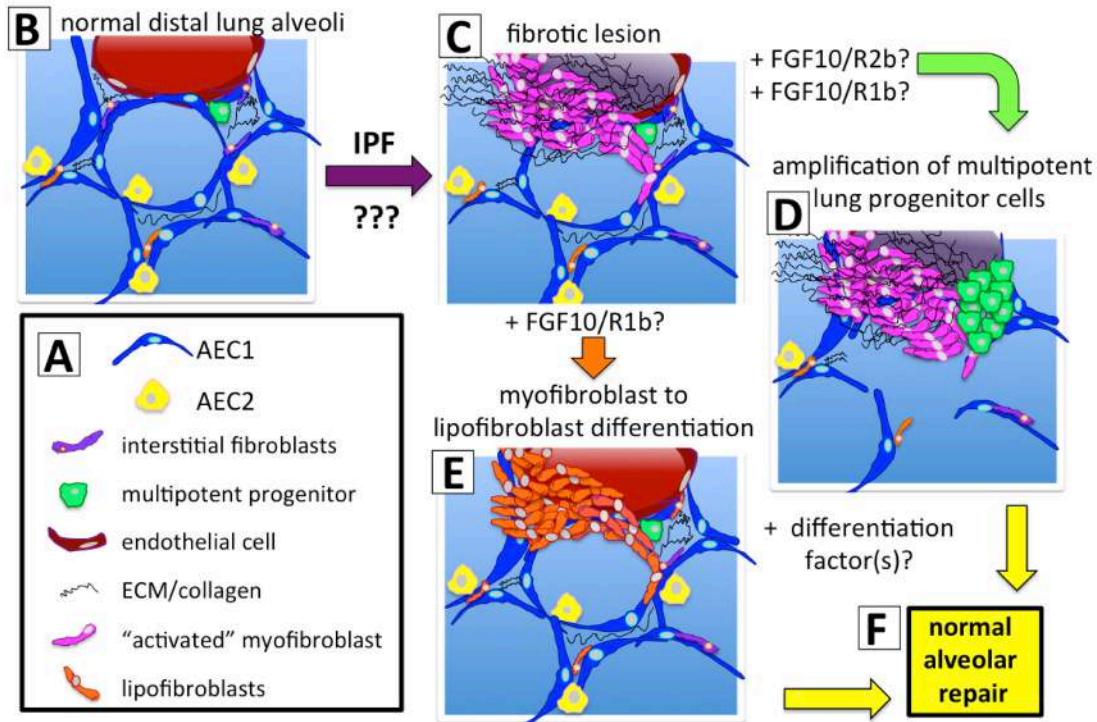 B normal distal lung alveoli
IPF
???
C fibrotic lesion
+ FGF10/R2b?
+ FGF10/R1b?
amplification of multipotent
lung progenitor cells
D
A
AEC1
AEC2
interstitial fibroblasts
multipotent progenitor
endothelial cell
ECM/collagen
“activated” myofibroblast
lipofibroblasts
+ FGF10/R1b?
myofibroblast to
lipofibroblast differentiation
E
+ differentiation
factor(s)?
F
normal
alveolar
repair